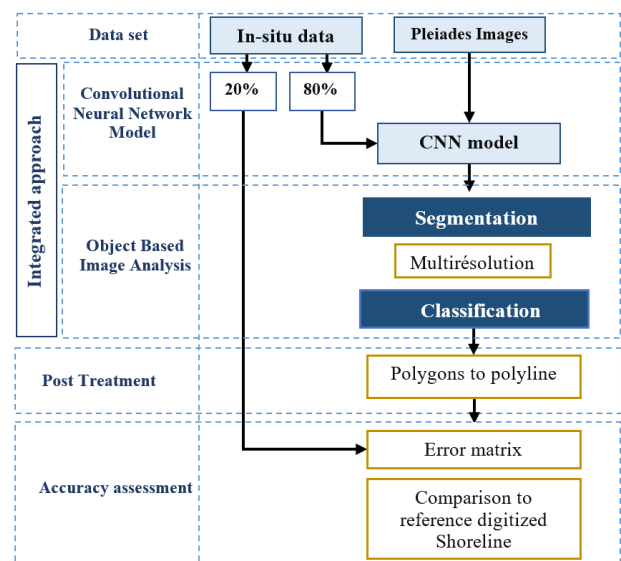 Data set
In-situ data
Pleiades Images
Integrated approach
Convolutional
Neural Network
Model
20%
80%
CNN model
Object Based
Image Analysis
Segmentation
Multirésolution
Classification
Post Treatment
Polygons to polyline
Accuracy assessment
Error matrix
Comparison to
reference digitized
Shoreline